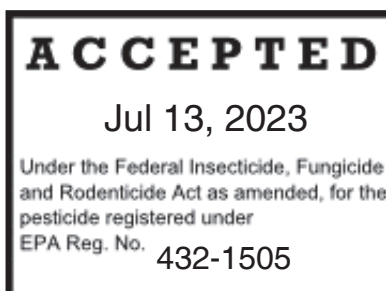 ACCEPTED
Jul 13, 2023
Under the Federal Insecticide, Fungicide
and Rodenticide Act as amended, for the
pesticide registered under
EPA Reg. No. 432-1505